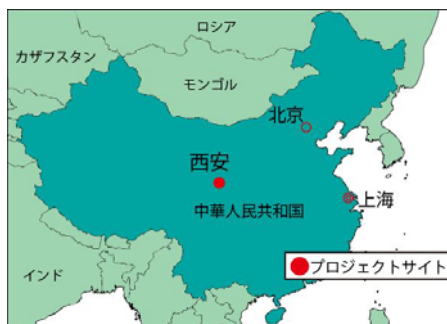 ロシア
カザフスタン
モンゴル
北京
西安
上海
中華人民共和国
プロジェクトサイト
インド